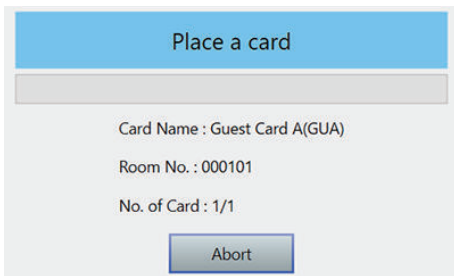 Place a card
Card Name : Guest Card A(GUA)
Room No. : 000101
No. of Card : 1/1
Abort